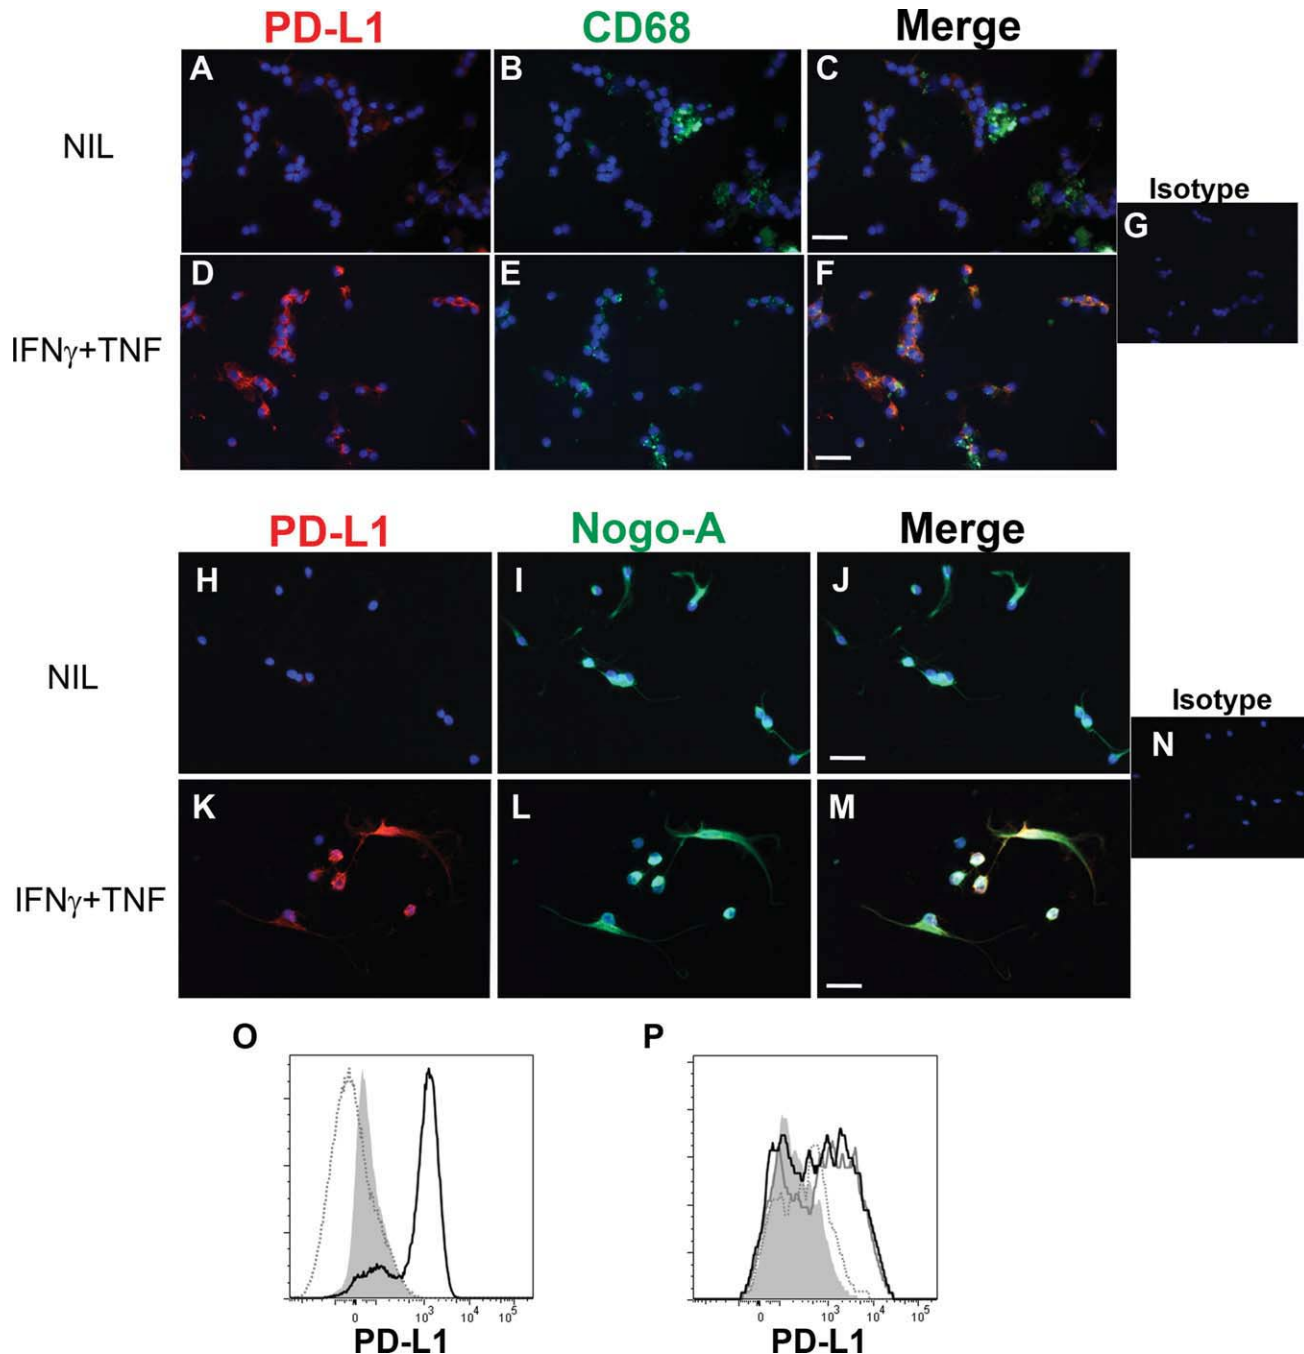 PD-L1 CD68 Merge
NIL
A B C
Isotype
G
IFNγ+TNF
D E F
PD-L1 Nogo-A Merge
NIL
H I J
Isotype
N
IFNγ+TNF
K L M
O P
0 10³ 10⁴ 10⁵
0 10³ 10⁴ 10⁵
PD-L1 PD-L1